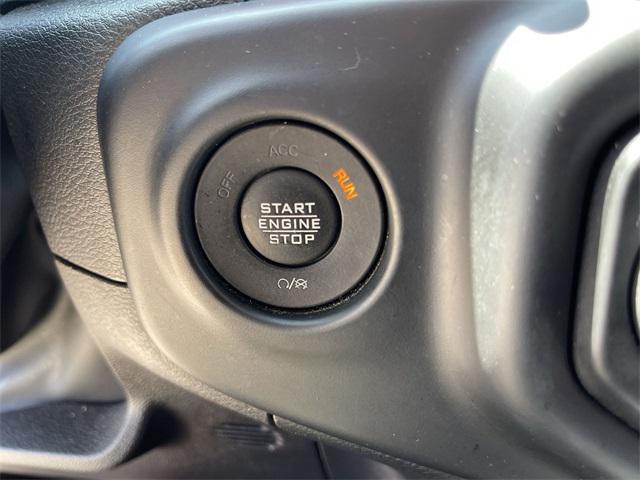 OFF
ACC
RUN
START
ENGINE
STOP